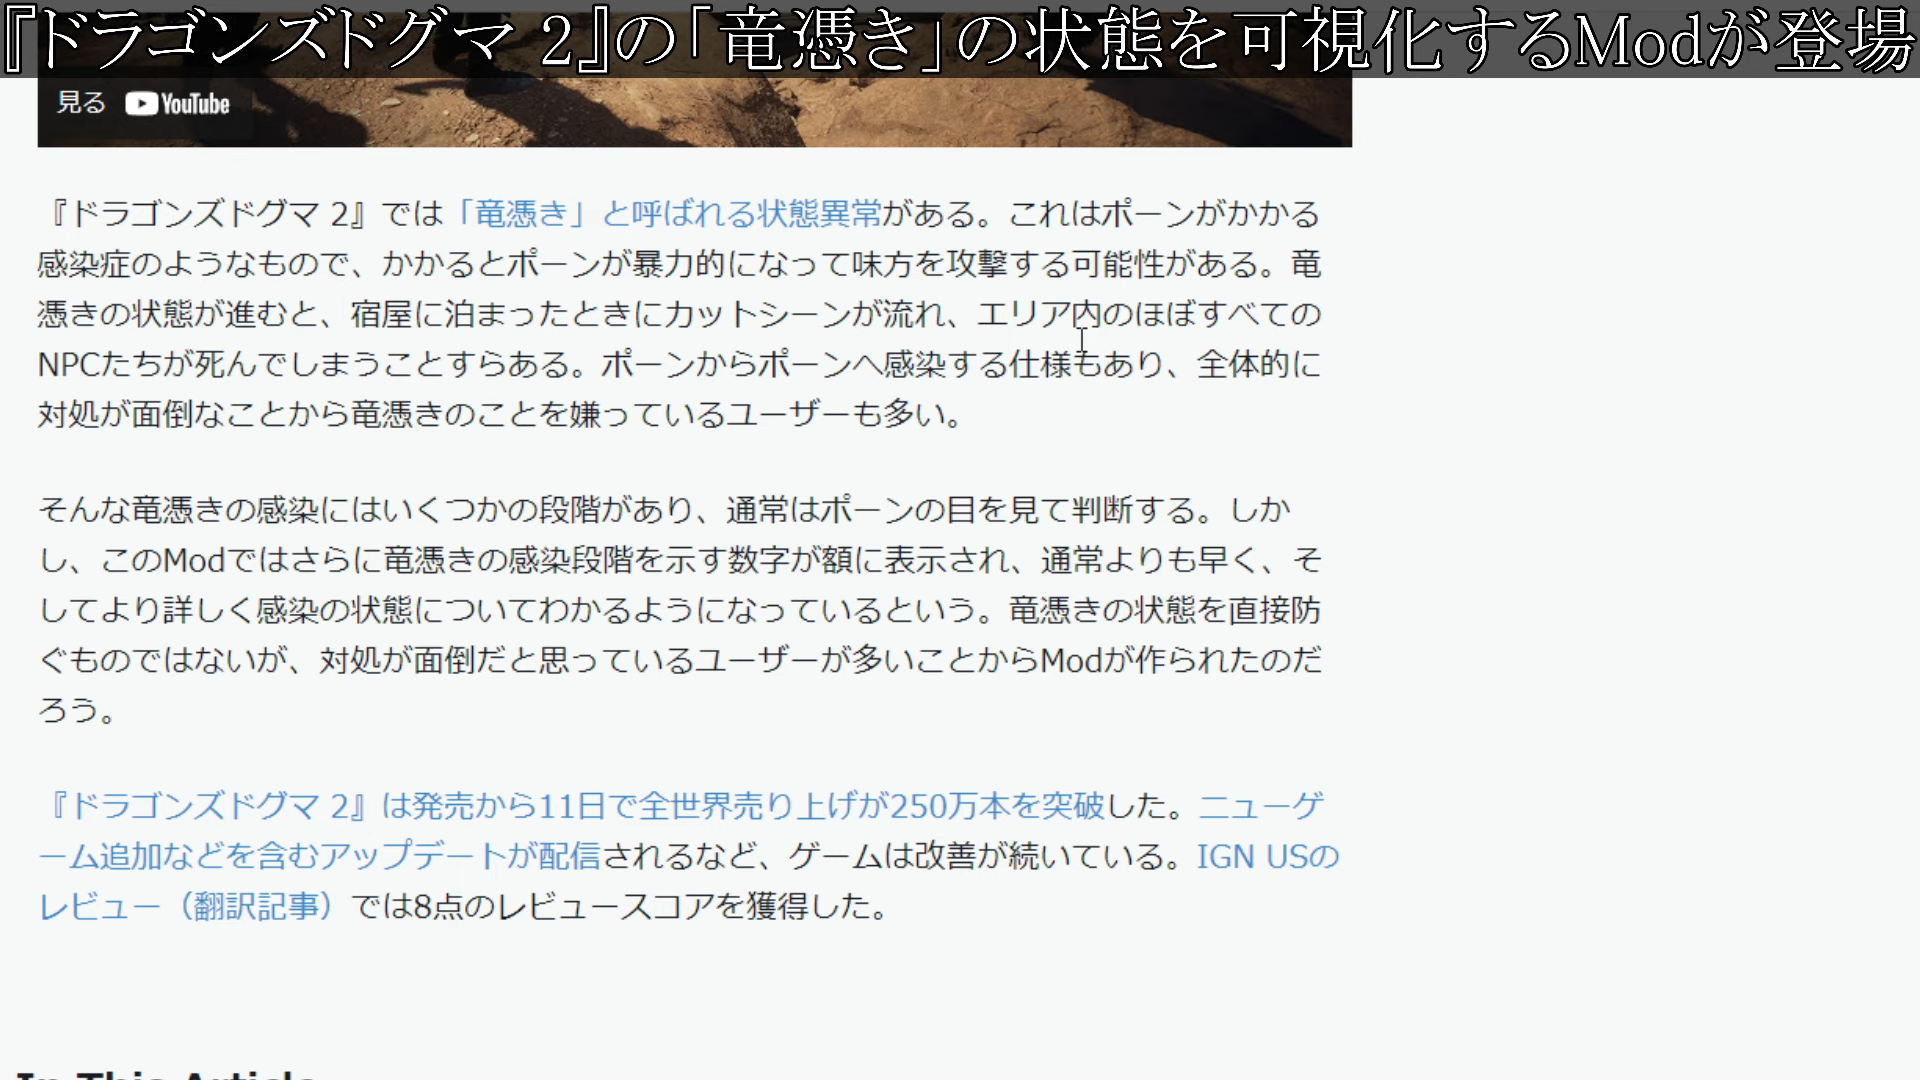 『ドラゴンズドグマ 2』の「竜憑き」の状態を可視化するModが登場
見る YouTube
『ドラゴンズドグマ 2』では「竜憑き」と呼ばれる状態異常がある。これはポーンがかかる
感染症のようなもので、かかるとポーンが暴力的になって味方を攻撃する可能性がある。竜
憑きの状態が進むと、宿屋に泊まったときにカットシーンが流れ、エリア内のほぼすべての
NPCたちが死んでしまうことすらある。ポーンからポーンへ感染する仕様もあり、全体的に
対処が面倒なことから竜憑きのことを嫌っているユーザーも多い。
そんな竜憑きの感染にはいくつかの段階があり、通常はポーンの目を見て判断する。しか
し、このModではさらに竜憑きの感染段階を示す数字が額に表示され、通常よりも早く、そ
してより詳しく感染の状態についてわかるようになっているという。竜憑きの状態を直接防
ぐものではないが、対処が面倒だと思っているユーザーが多いことからModが作られたのだ
ろう。
『ドラゴンズドグマ 2』は発売から11日で全世界売り上げが250万本を突破した。ニューゲ
ーム追加などを含むアップデートが配信されるなど、ゲームは改善が続いている。IGN USの
レビュー（翻訳記事）では8点のレビュースコアを獲得した。
In This Article